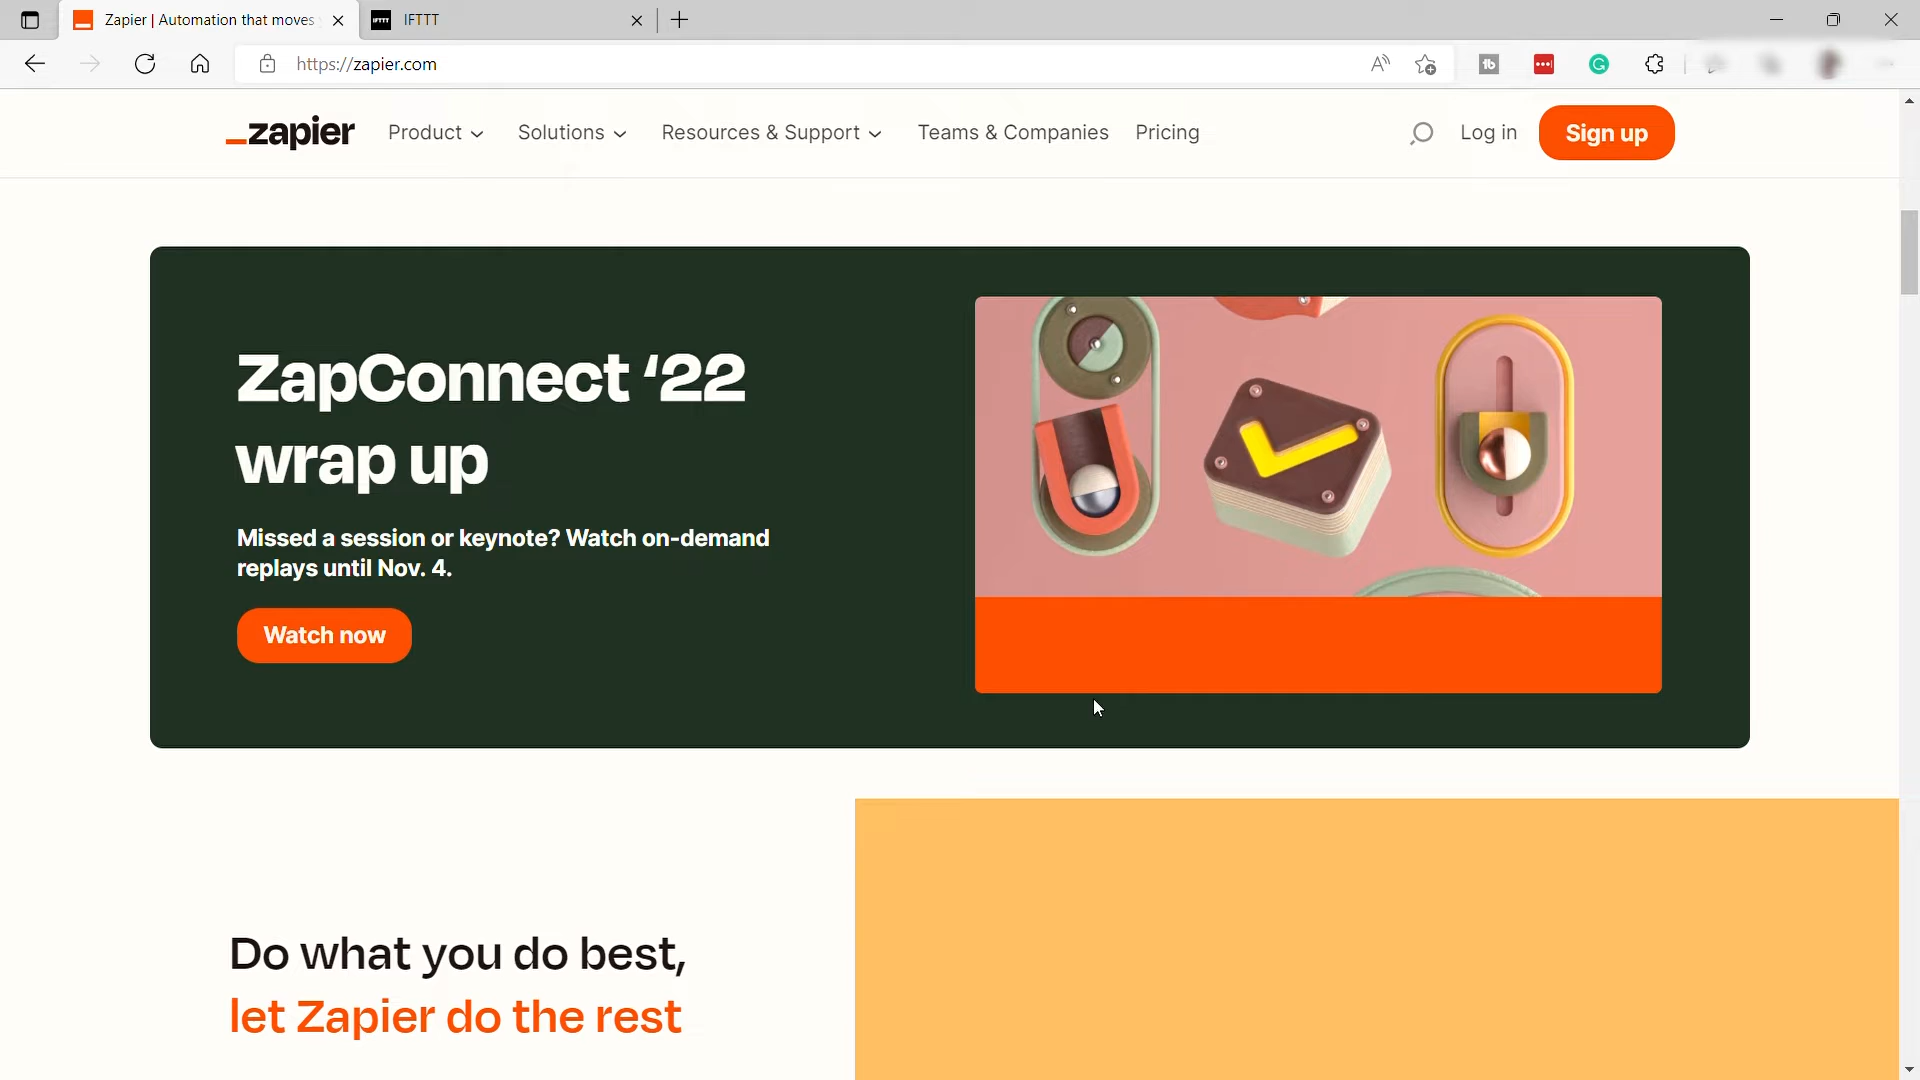 Zapier | Automation that moves
IFTTT
IFTTT
https://zapier.com
zapier
Product
Solutions
Resources & Support
Teams & Companies
Pricing
Log in
Sign up
ZapConnect ‘22
wrap up
Missed a session or keynote? Watch on-demand
replays until Nov. 4.
Watch now
Do what you do best,
let Zapier do the rest